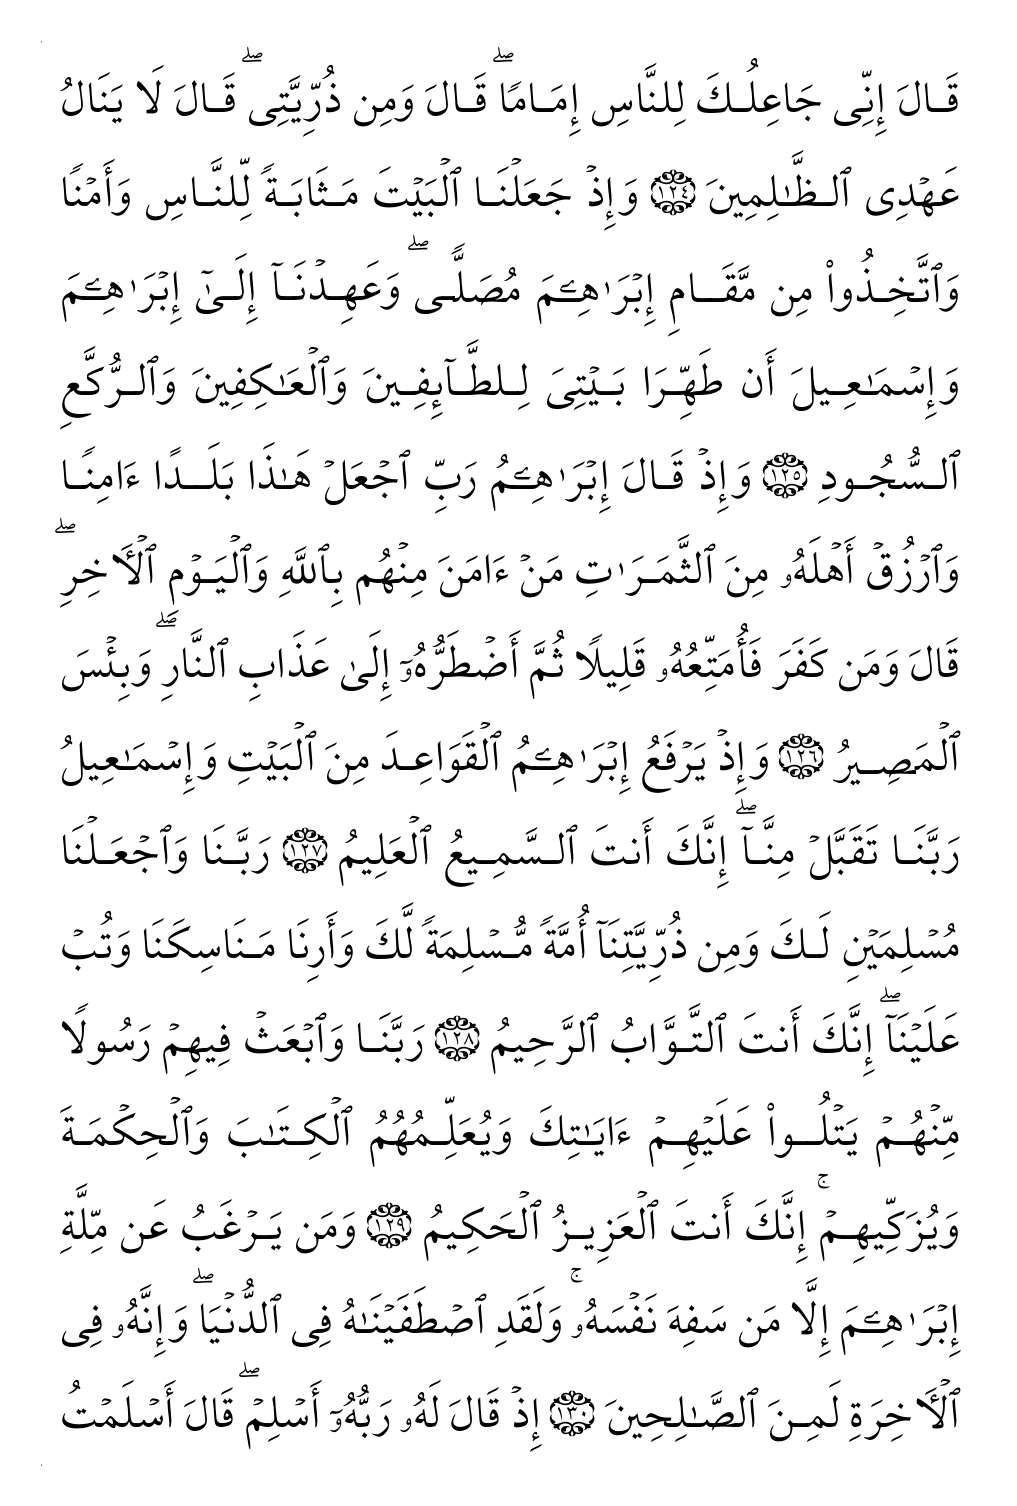 قَالَ إِنِّى جَاعِلُكَ لِلنَّاسِ إِمَامًاۖ قَالَ وَمِن ذُرِّيَّتِىۖ قَالَ لَا يَنَالُ
عَهْدِى ٱلظَّٰلِمِينَ ١٢٤ وَإِذْ جَعَلْنَا ٱلْبَيْتَ مَثَابَةً لِّلنَّاسِ وَأَمْنًا
وَٱتَّخِذُوا۟ مِن مَّقَامِ إِبْرَٰهِـۧمَ مُصَلًّىۖ وَعَهِدْنَآ إِلَىٰٓ إِبْرَٰهِـۧمَ
وَإِسْمَٰعِيلَ أَن طَهِّرَا بَيْتِىَ لِلطَّآئِفِينَ وَٱلْعَٰكِفِينَ وَٱلرُّكَّعِ
ٱلسُّجُودِ ١٢٥ وَإِذْ قَالَ إِبْرَٰهِـۧمُ رَبِّ ٱجْعَلْ هَٰذَا بَلَدًا ءَامِنًا
وَٱرْزُقْ أَهْلَهُۥ مِنَ ٱلثَّمَرَٰتِ مَنْ ءَامَنَ مِنْهُم بِٱللَّهِ وَٱلْيَوْمِ ٱلْـَٔاخِرِۖ
قَالَ وَمَن كَفَرَ فَأُمَتِّعُهُۥ قَلِيلًا ثُمَّ أَضْطَرُّهُۥٓ إِلَىٰ عَذَابِ ٱلنَّارِۖ وَبِئْسَ
ٱلْمَصِيرُ ١٢٦ وَإِذْ يَرْفَعُ إِبْرَٰهِـۧمُ ٱلْقَوَاعِدَ مِنَ ٱلْبَيْتِ وَإِسْمَٰعِيلُ
رَبَّنَا تَقَبَّلْ مِنَّآۖ إِنَّكَ أَنتَ ٱلسَّمِيعُ ٱلْعَلِيمُ ١٢٧ رَبَّنَا وَٱجْعَلْنَا
مُسْلِمَيْنِ لَكَ وَمِن ذُرِّيَّتِنَآ أُمَّةً مُّسْلِمَةً لَّكَ وَأَرِنَا مَنَاسِكَنَا وَتُبْ
عَلَيْنَآۖ إِنَّكَ أَنتَ ٱلتَّوَّابُ ٱلرَّحِيمُ ١٢٨ رَبَّنَا وَٱبْعَثْ فِيهِمْ رَسُولًا
مِّنْهُمْ يَتْلُوا۟ عَلَيْهِمْ ءَايَٰتِكَ وَيُعَلِّمُهُمُ ٱلْكِتَٰبَ وَٱلْحِكْمَةَ
وَيُزَكِّيهِمْۚ إِنَّكَ أَنتَ ٱلْعَزِيزُ ٱلْحَكِيمُ ١٢٩ وَمَن يَرْغَبُ عَن مِّلَّةِ
إِبْرَٰهِـۧمَ إِلَّا مَن سَفِهَ نَفْسَهُۥۚ وَلَقَدِ ٱصْطَفَيْنَٰهُ فِى ٱلدُّنْيَاۖ وَإِنَّهُۥ فِى
ٱلْـَٔاخِرَةِ لَمِنَ ٱلصَّٰلِحِينَ ١٣٠ إِذْ قَالَ لَهُۥ رَبُّهُۥٓ أَسْلِمْۖ قَالَ أَسْلَمْتُ